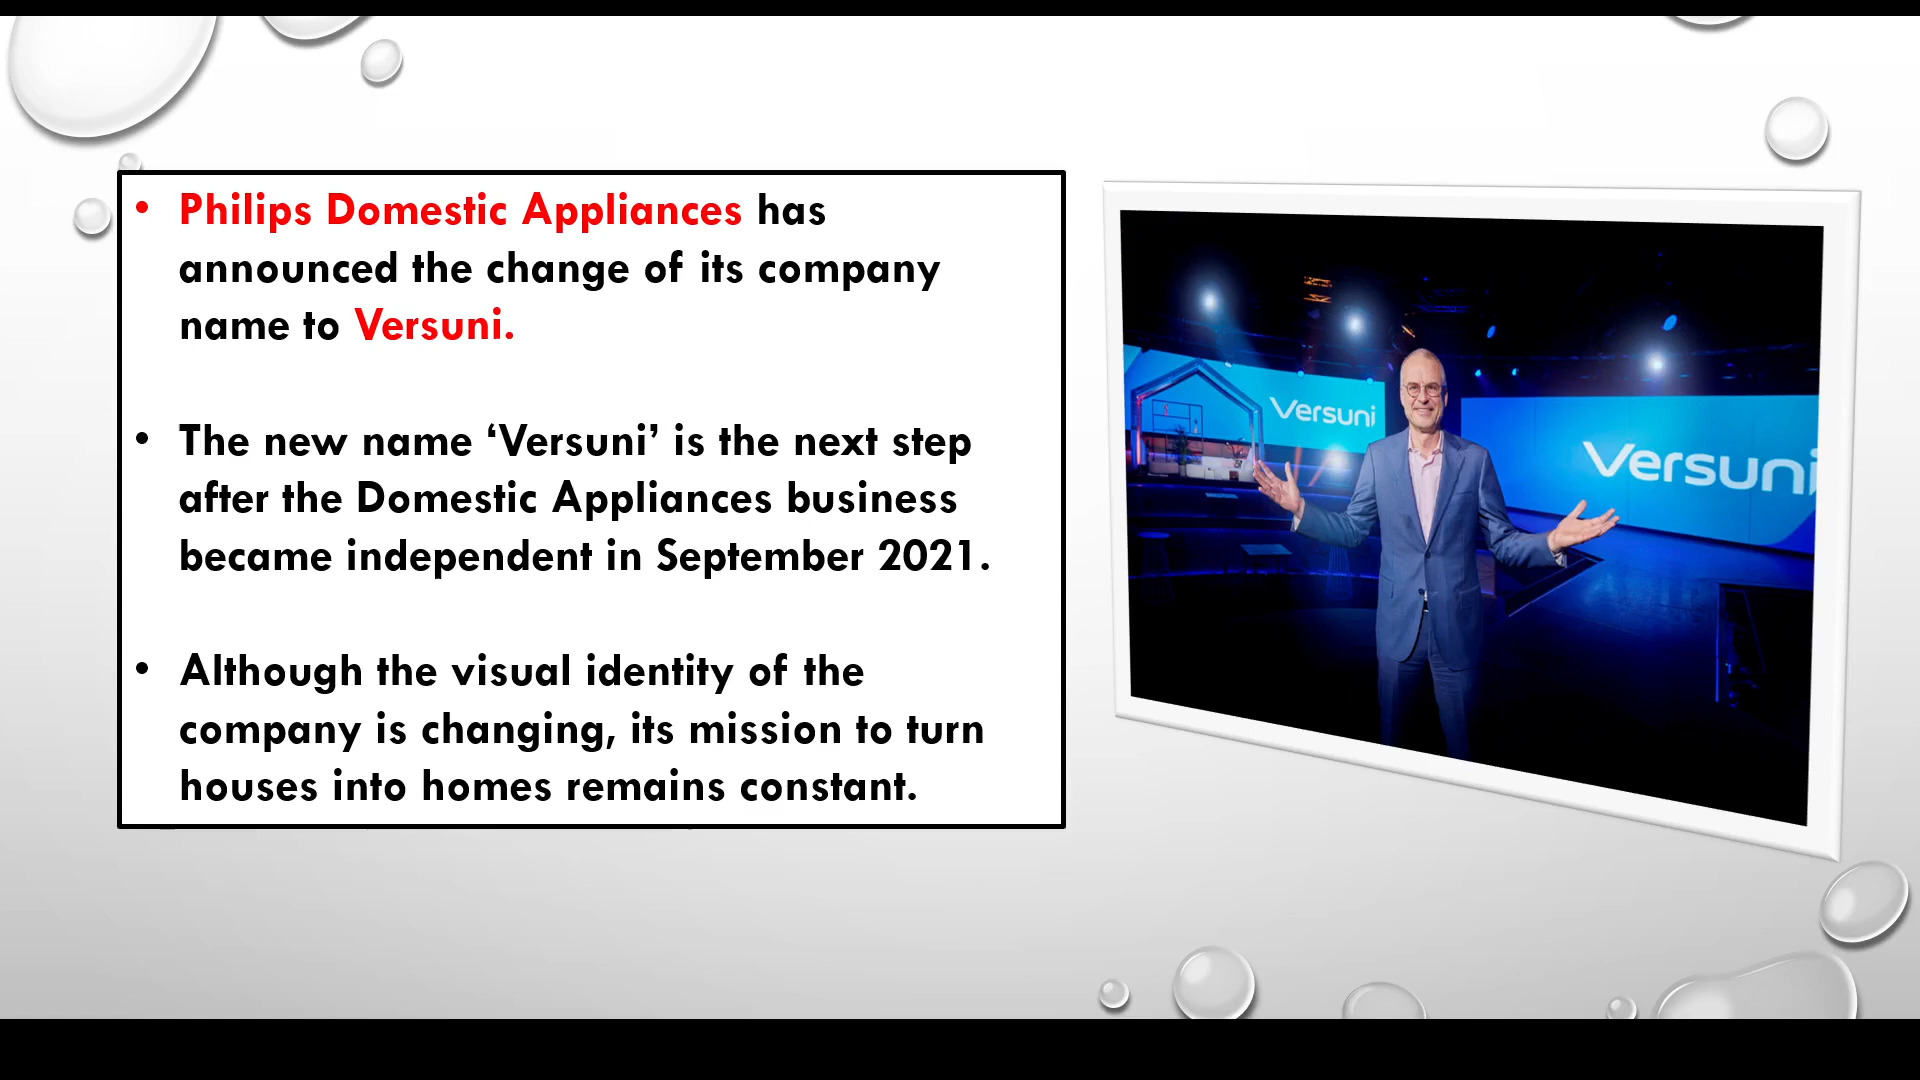 • Philips Domestic Appliances has
announced the change of its company
name to Versuni.
• The new name ‘Versuni’ is the next step
after the Domestic Appliances business
became independent in September 2021.
• Although the visual identity of the
company is changing, its mission to turn
houses into homes remains constant.
Versuni
Versuni